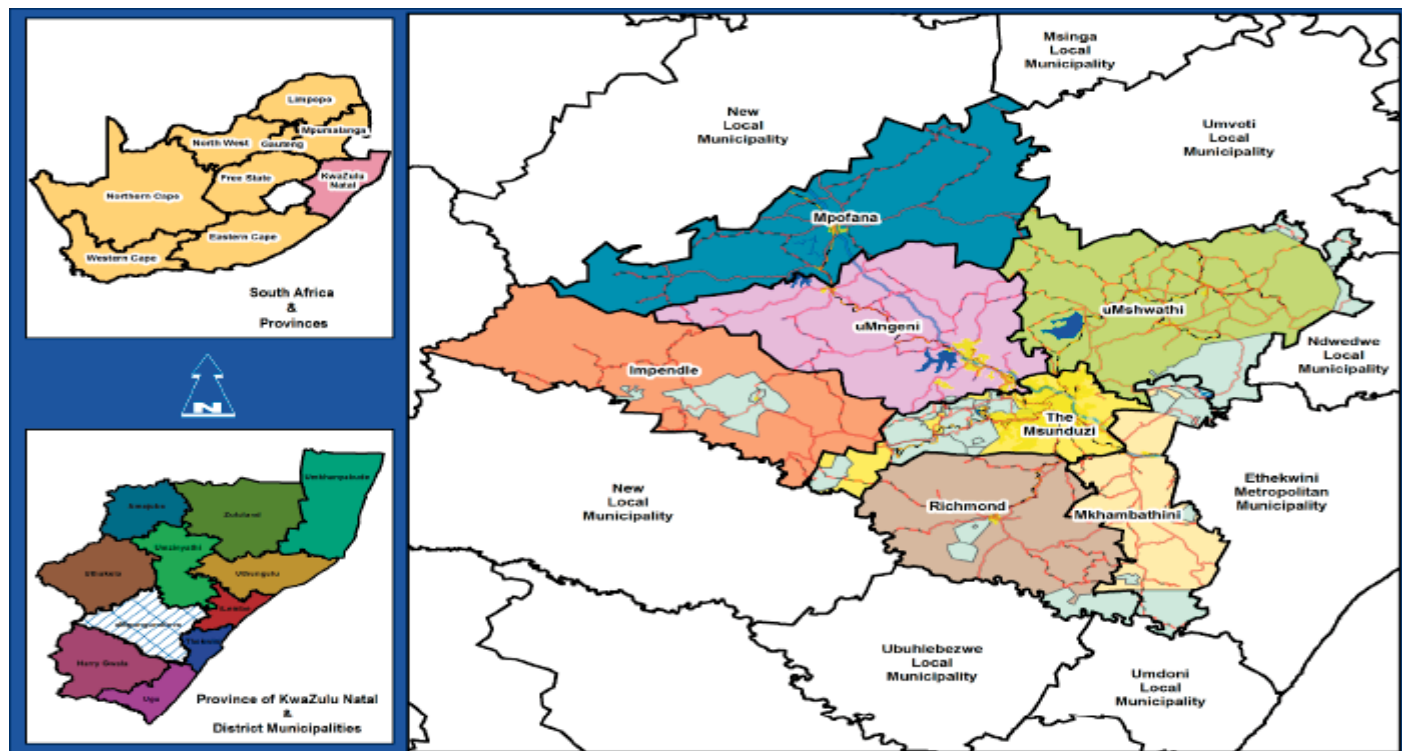 Limpopo
Mpumalanga
North West
Gauteng
Free State
KwaZulu
Natal
Northern Cape
Eastern Cape
Western Cape
South Africa
&
Provinces
N
Umkhanyakude
Amajuba
Zululand
Umzinyathi
Uthukela
Uthungulu
iLembe
uMgungundlovu
Harry Gwala
Ugu
Province of KwaZulu Natal
&
District Municipalities
Msinga
Local
Municipality
New
Local
Municipality
Umvoti
Local
Municipality
Mpofana
uMshwathi
uMngeni
Ndwedwe
Local
Municipality
Impendle
The
Msunduzi
New
Local
Municipality
Ethekwini
Metropolitan
Municipality
Richmond
Mkhambathini
Ubuhlebezwe
Local
Municipality
Umdoni
Local
Municipality